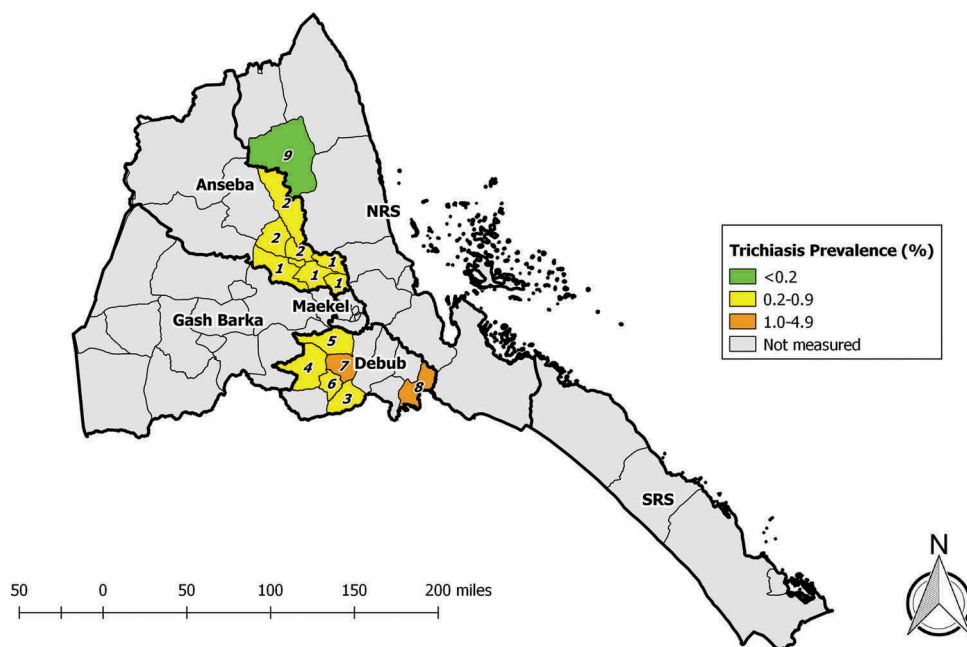 9
Anseba
2
NRS
2
2
1
1
1
1
Maekel
Gash Barka
5
7
Debub
4
6
8
3
SRS
Trichiasis Prevalence (%)
<0.2
0.2-0.9
1.0-4.9
Not measured
50 0 50 100 150 200 miles
N